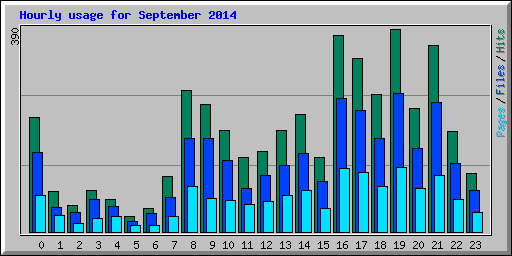 Hourly usage for September 2014
390
Pages/Files/Hits
0 1 2 3 4 5 6 7 8 9 10 11 12 13 14 15 16 17 18 19 20 21 22 23